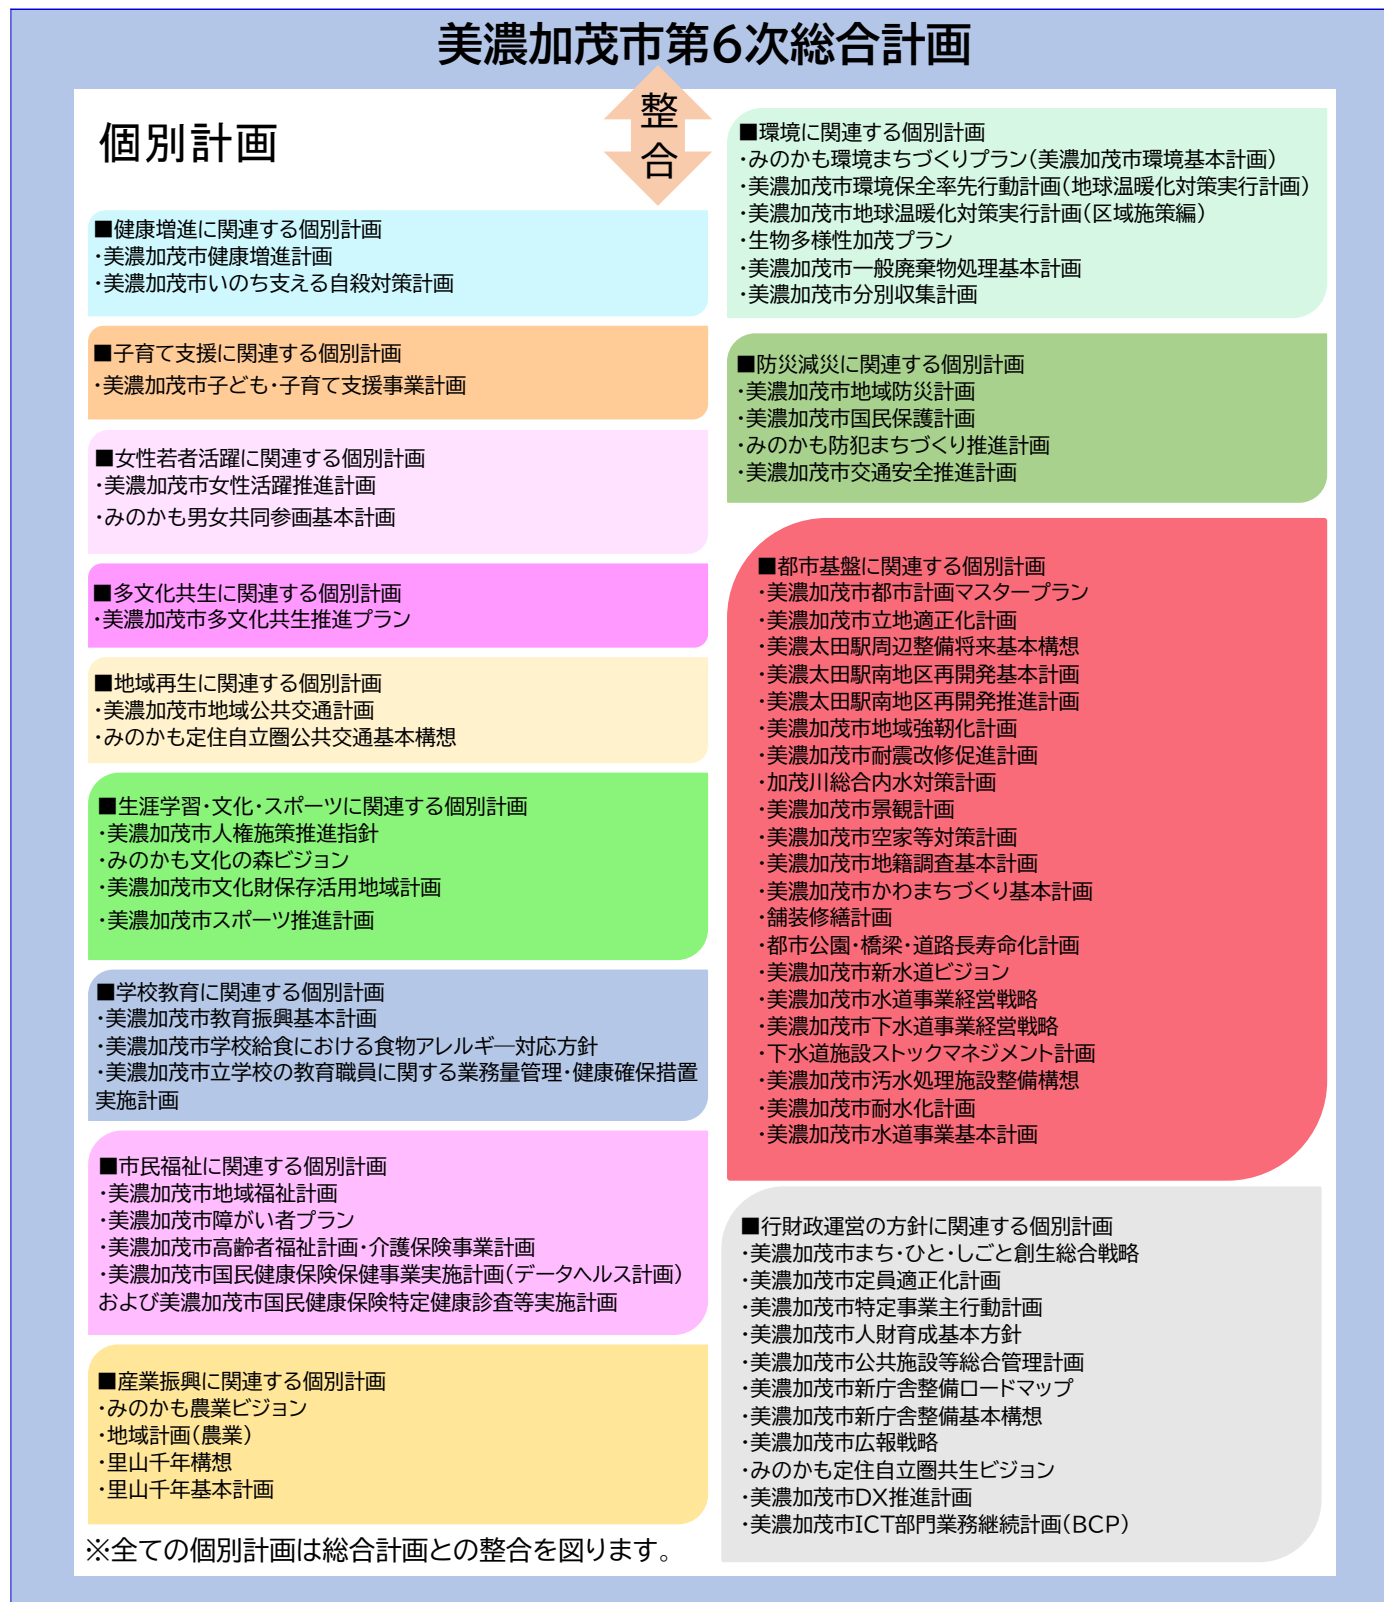 美濃加茂市第6次総合計画
整
合
個別計画
■健康増進に関連する個別計画
・美濃加茂市健康増進計画
・美濃加茂市いのち支える自殺対策計画
■子育て支援に関連する個別計画
・美濃加茂市子ども・子育て支援事業計画
■女性若者活躍に関連する個別計画
・美濃加茂市女性活躍推進計画
・みのかも男女共同参画基本計画
■多文化共生に関連する個別計画
・美濃加茂市多文化共生推進プラン
■地域再生に関連する個別計画
・美濃加茂市地域公共交通計画
・みのかも定住自立圏公共交通基本構想
■生涯学習・文化・スポーツに関連する個別計画
・美濃加茂市人権施策推進指針
・みのかも文化の森ビジョン
・美濃加茂市文化財保存活用地域計画
・美濃加茂市スポーツ推進計画
■学校教育に関連する個別計画
・美濃加茂市教育振興基本計画
・美濃加茂市学校給食における食物アレルギ―対応方針
・美濃加茂市立学校の教育職員に関する業務量管理・健康確保措置
実施計画
■市民福祉に関連する個別計画
・美濃加茂市地域福祉計画
・美濃加茂市障がい者プラン
・美濃加茂市高齢者福祉計画・介護保険事業計画
・美濃加茂市国民健康保険保健事業実施計画(データヘルス計画)
および美濃加茂市国民健康保険特定健康診査等実施計画
■産業振興に関連する個別計画
・みのかも農業ビジョン
・地域計画(農業)
・里山千年構想
・里山千年基本計画
※全ての個別計画は総合計画との整合を図ります。
■環境に関連する個別計画
・みのかも環境まちづくりプラン(美濃加茂市環境基本計画)
・美濃加茂市環境保全率先行動計画(地球温暖化対策実行計画)
・美濃加茂市地球温暖化対策実行計画(区域施策編)
・生物多様性加茂プラン
・美濃加茂市一般廃棄物処理基本計画
・美濃加茂市分別収集計画
■防災減災に関連する個別計画
・美濃加茂市地域防災計画
・美濃加茂市国民保護計画
・みのかも防犯まちづくり推進計画
・美濃加茂市交通安全推進計画
■都市基盤に関連する個別計画
・美濃加茂市都市計画マスタープラン
・美濃加茂市立地適正化計画
・美濃太田駅周辺整備将来基本構想
・美濃太田駅南地区再開発基本計画
・美濃太田駅南地区再開発推進計画
・美濃加茂市地域強靭化計画
・美濃加茂市耐震改修促進計画
・加茂川総合内水対策計画
・美濃加茂市景観計画
・美濃加茂市空家等対策計画
・美濃加茂市地籍調査基本計画
・美濃加茂市かわまちづくり基本計画
・舗装修繕計画
・都市公園・橋梁・道路長寿命化計画
・美濃加茂市新水道ビジョン
・美濃加茂市水道事業経営戦略
・美濃加茂市下水道事業経営戦略
・下水道施設ストックマネジメント計画
・美濃加茂市汚水処理施設整備構想
・美濃加茂市耐水化計画
・美濃加茂市水道事業基本計画
■行財政運営の方針に関連する個別計画
・美濃加茂市まち・ひと・しごと創生総合戦略
・美濃加茂市定員適正化計画
・美濃加茂市特定事業主行動計画
・美濃加茂市人財育成基本方針
・美濃加茂市公共施設等総合管理計画
・美濃加茂市新庁舎整備ロードマップ
・美濃加茂市新庁舎整備基本構想
・美濃加茂市広報戦略
・みのかも定住自立圏共生ビジョン
・美濃加茂市DX推進計画
・美濃加茂市ICT部門業務継続計画(BCP)